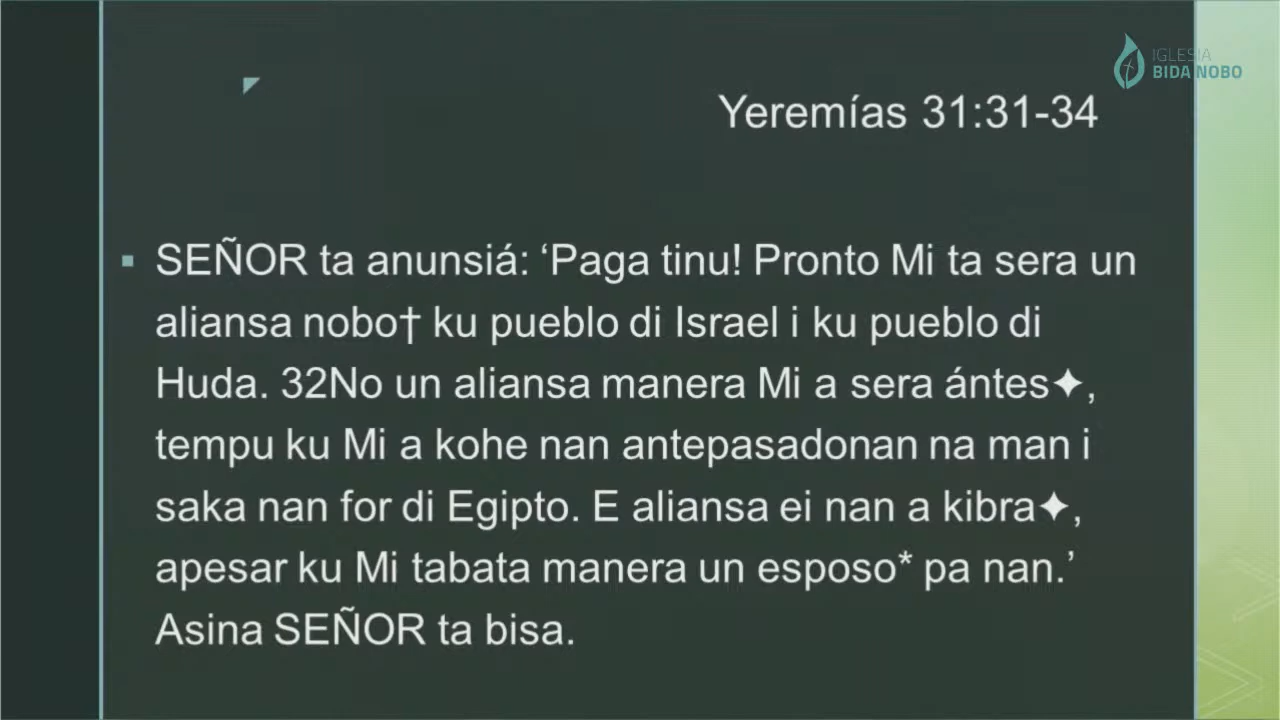 IGLESIA
BIDA NOBO
Yeremías 31:31-34
▪ SEÑOR ta anunsiá: ‘Paga tinu! Pronto Mi ta sera un
aliansa nobo† ku pueblo di Israel i ku pueblo di
Huda. 32No un aliansa manera Mi a sera ántes✦,
tempu ku Mi a kohe nan antepasadonan na man i
saka nan for di Egipto. E aliansa ei nan a kibra✦,
apesar ku Mi tabata manera un esposo* pa nan.’
Asina SEÑOR ta bisa.